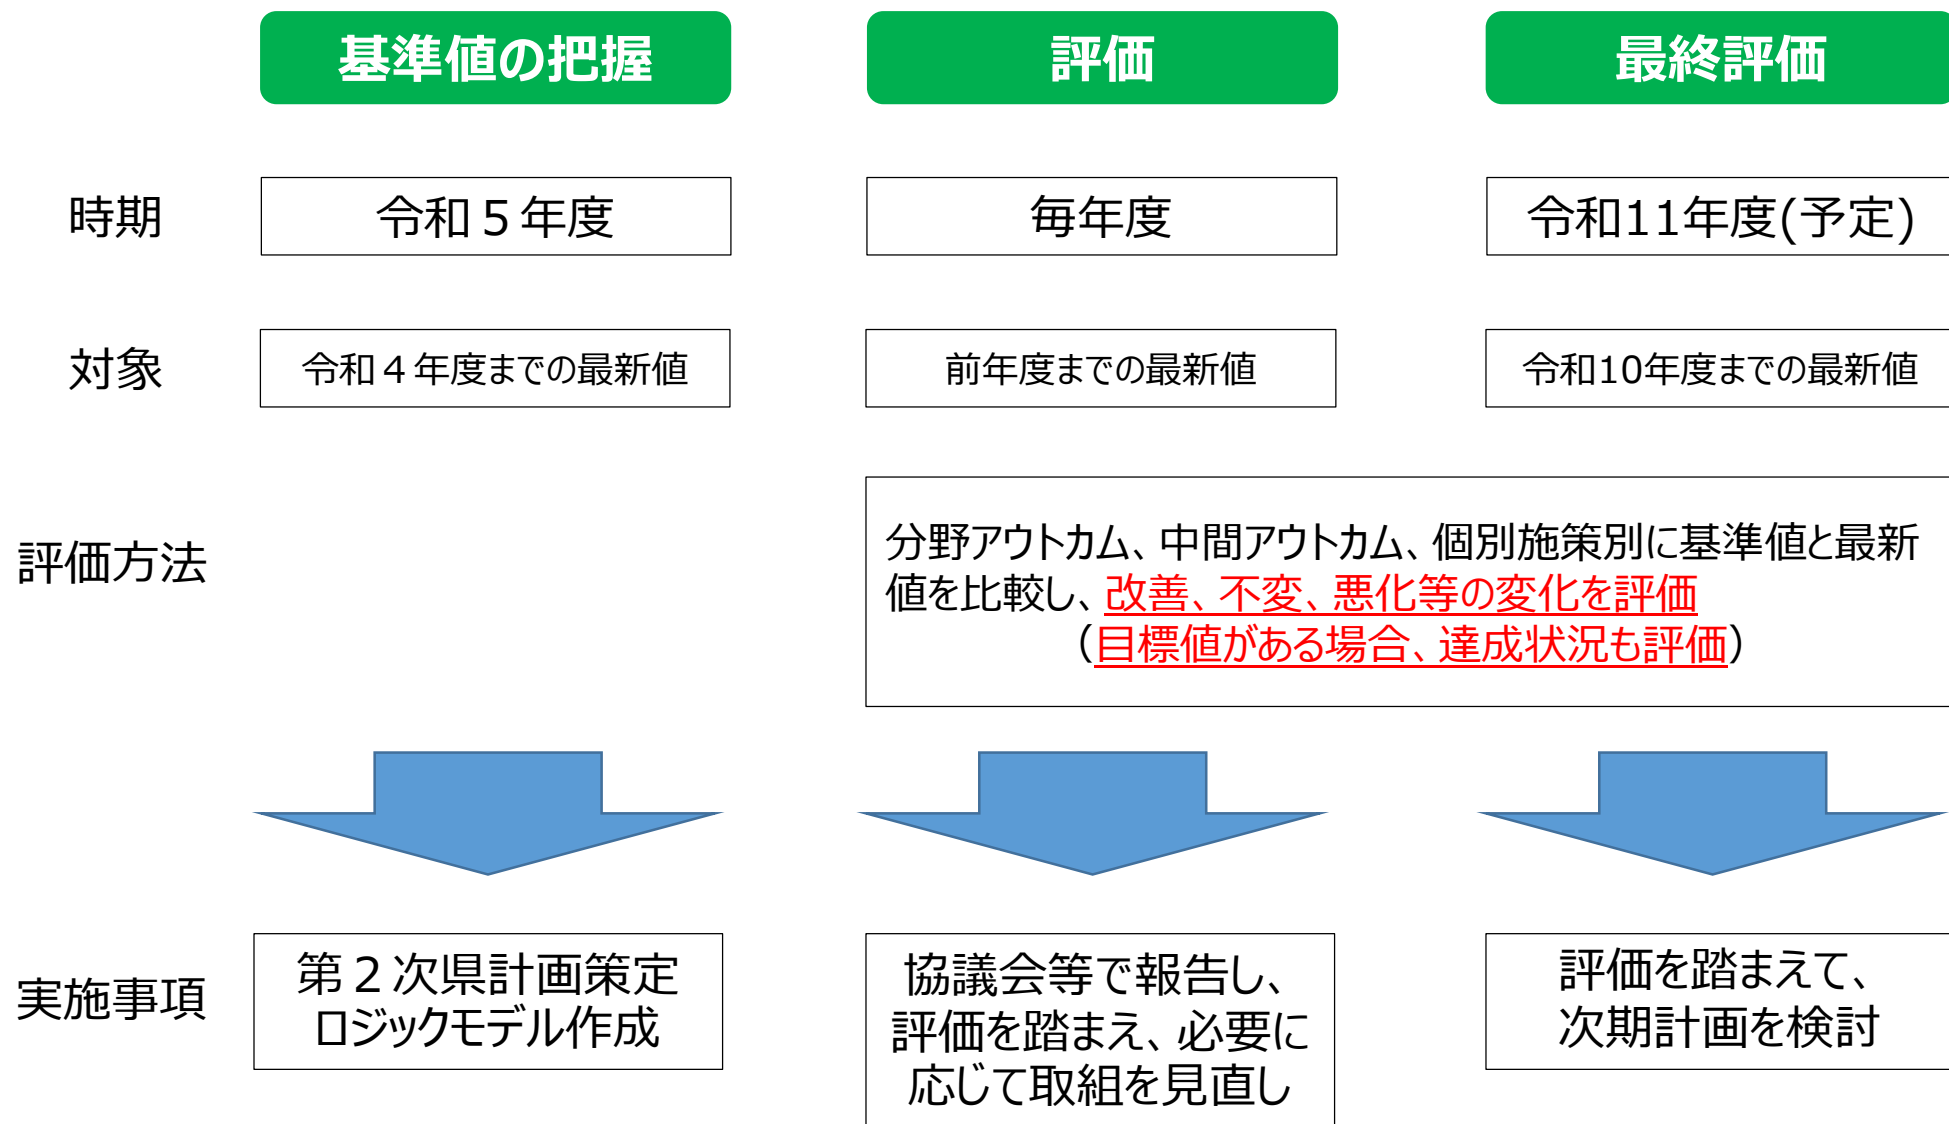 基準値の把握
評価
最終評価
時期
令和５年度
毎年度
令和11年度(予定)
対象
令和４年度までの最新値
前年度までの最新値
令和10年度までの最新値
評価方法
分野アウトカム、中間アウトカム、個別施策別に基準値と最新
値を比較し、改善、不変、悪化等の変化を評価
（目標値がある場合、達成状況も評価）
実施事項
第２次県計画策定
ロジックモデル作成
協議会等で報告し、
評価を踏まえ、必要に
応じて取組を見直し
評価を踏まえて、
次期計画を検討